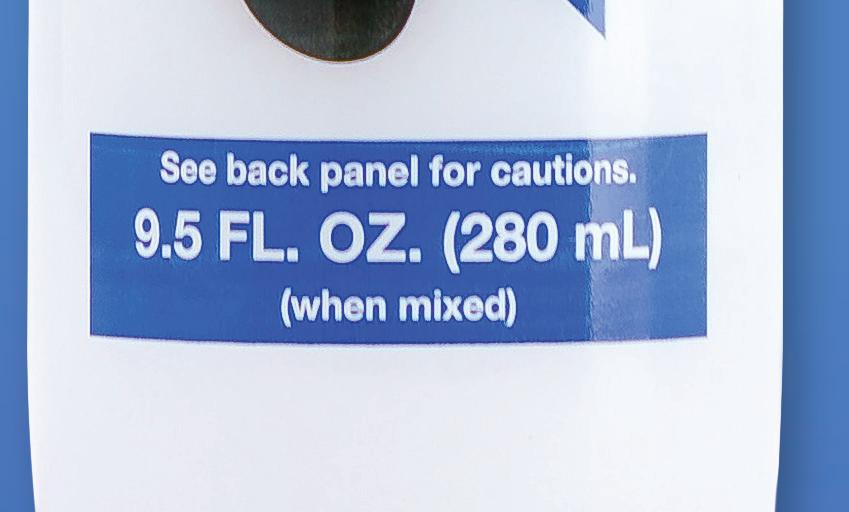 See back panel for cautions.
9.5 FL. OZ. (280 mL)
(when mixed)